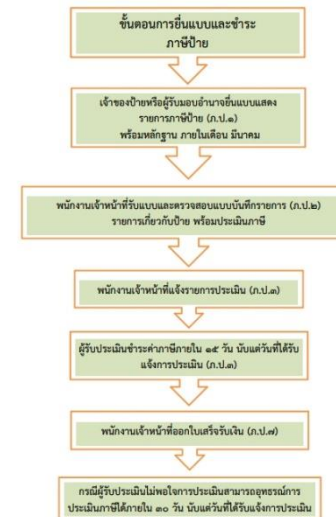 ขั้นตอนการยื่นแบบและชำระ
ภาษีป้าย
เจ้าของป้ายหรือผู้รับมอบอำนาจยื่นแบบแสดง
รายการภาษีป้าย (ภ.ป.๑)
พร้อมหลักฐาน ภายในเดือน มีนาคม
พนักงานเจ้าหน้าที่รับแบบและตรวจสอบแบบบันทึกรายการ (ภ.ป.๒)
รายการเกี่ยวกับป้าย พร้อมประเมินภาษี
พนักงานเจ้าหน้าที่แจ้งรายการประเมิน (ภ.ป.๓)
ผู้รับประเมินชำระค่าภาษีภายใน ๑๕ วัน นับแต่วันที่ได้รับ
แจ้งการประเมิน (ภ.ป.๓)
พนักงานเจ้าหน้าที่ออกใบเสร็จรับเงิน (ภ.ป.๗)
กรณีผู้รับประเมินไม่พอใจการประเมินสามารถอุทธรณ์การ
ประเมินภาษีได้ภายใน ๓๐ วัน นับแต่วันที่ได้รับแจ้งการประเมิน